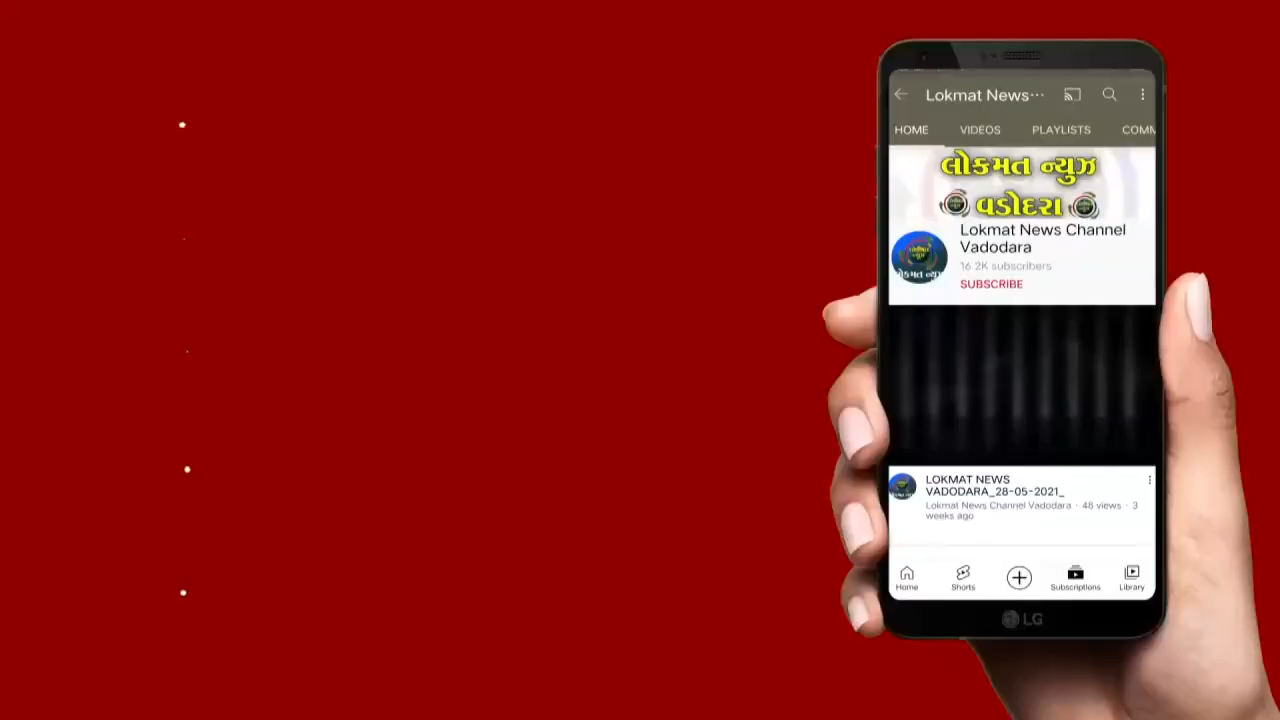 Lokmat News···
HOME VIDEOS PLAYLISTS COMM
લોકમત ન્યુઝ
વડોદરા
Lokmat News Channel
Vadodara
16.2K subscribers
SUBSCRIBE
LOKMAT NEWS
VADODARA_28-05-2021_
Lokmat News Channel Vadodara · 48 views · 3
weeks ago
Home Shorts Subscriptions Library
LG